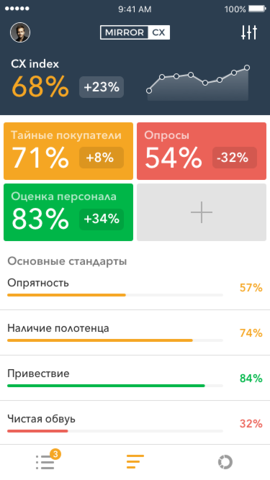 9:41 AM
100%
MIRROR CX
CX index
68% +23%
Тайные покупатели
71% +8%
Опросы
54% -32%
Оценка персонала
83% +34%
Основные стандарты
Опрятность
57%
Наличие полотенца
74%
Привествие
84%
Чистая обвуь
32%
3